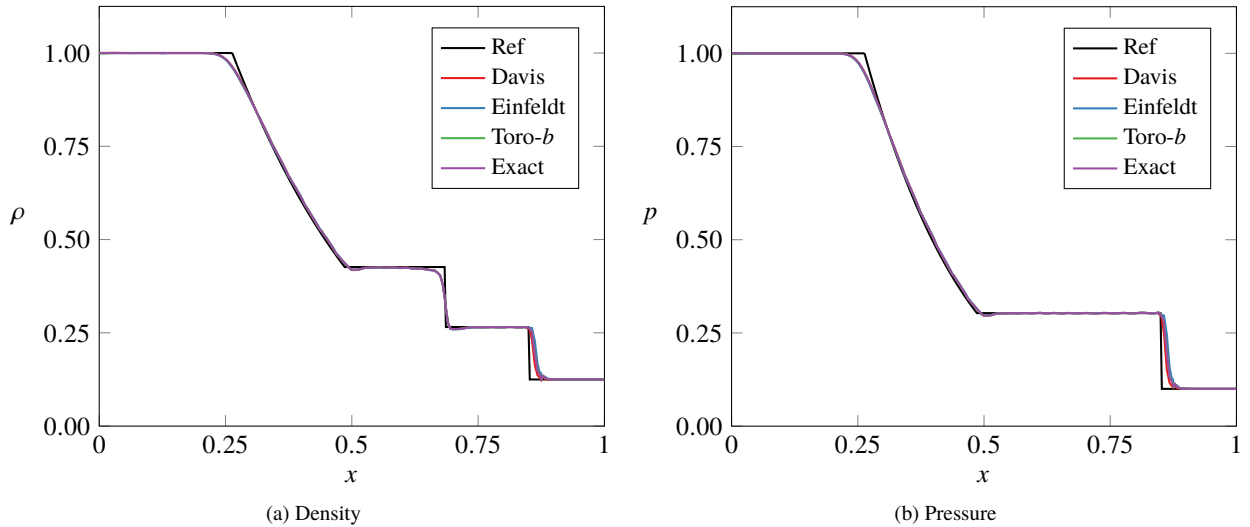 1.00
0.75
0.50
0.25
0.00
ρ
0
0.25
0.5
0.75
1
x
Ref
Davis
Einfeldt
Toro-b
Exact
(a) Density
1.00
0.75
0.50
0.25
0.00
p
0
0.25
0.5
0.75
1
x
Ref
Davis
Einfeldt
Toro-b
Exact
(b) Pressure